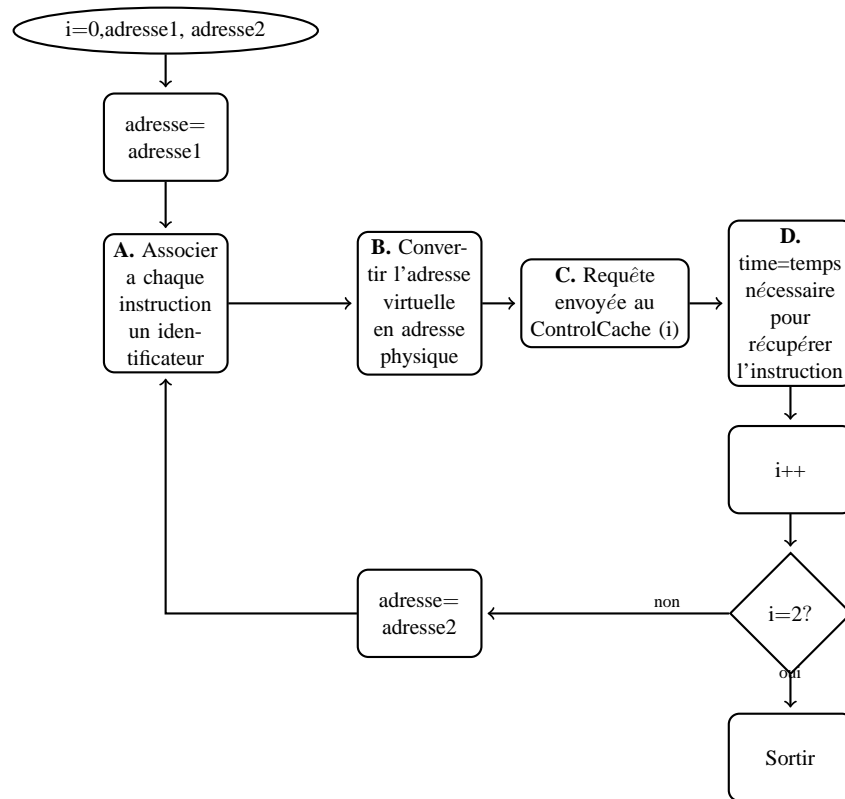 i=0,adresse1, adresse2
adresse=
adresse1
A. Associer
a chaque
instruction
un iden-
tificateur
B. Conver-
tir l'adresse
virtuelle
en adresse
physique
C. Requête
envoyée au
ControlCache (i)
D.
time=temps
nécessaire
pour
récupérer
l'instruction
i++
i=2?
non
adresse=
adresse2
oui
Sortir